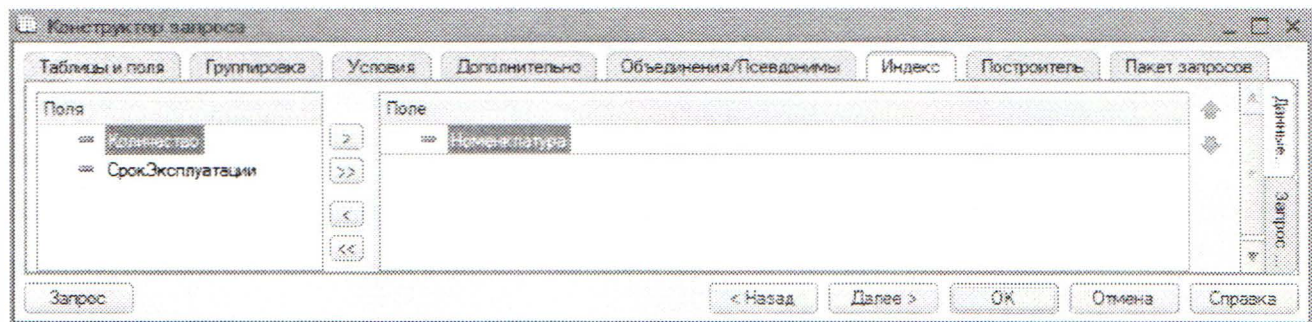 Конструктор запроса
Таблицы и поля Группировка Условия Дополнительно Объединения/Псевдонимы Индекс Построитель Пакет запросов
Поля Поле
Количество > Номенклатура
СрокЭксплуатации >>
<
<<
Данные...
Запрос
Запрос < Назад Далее > ОК Отмена Справка